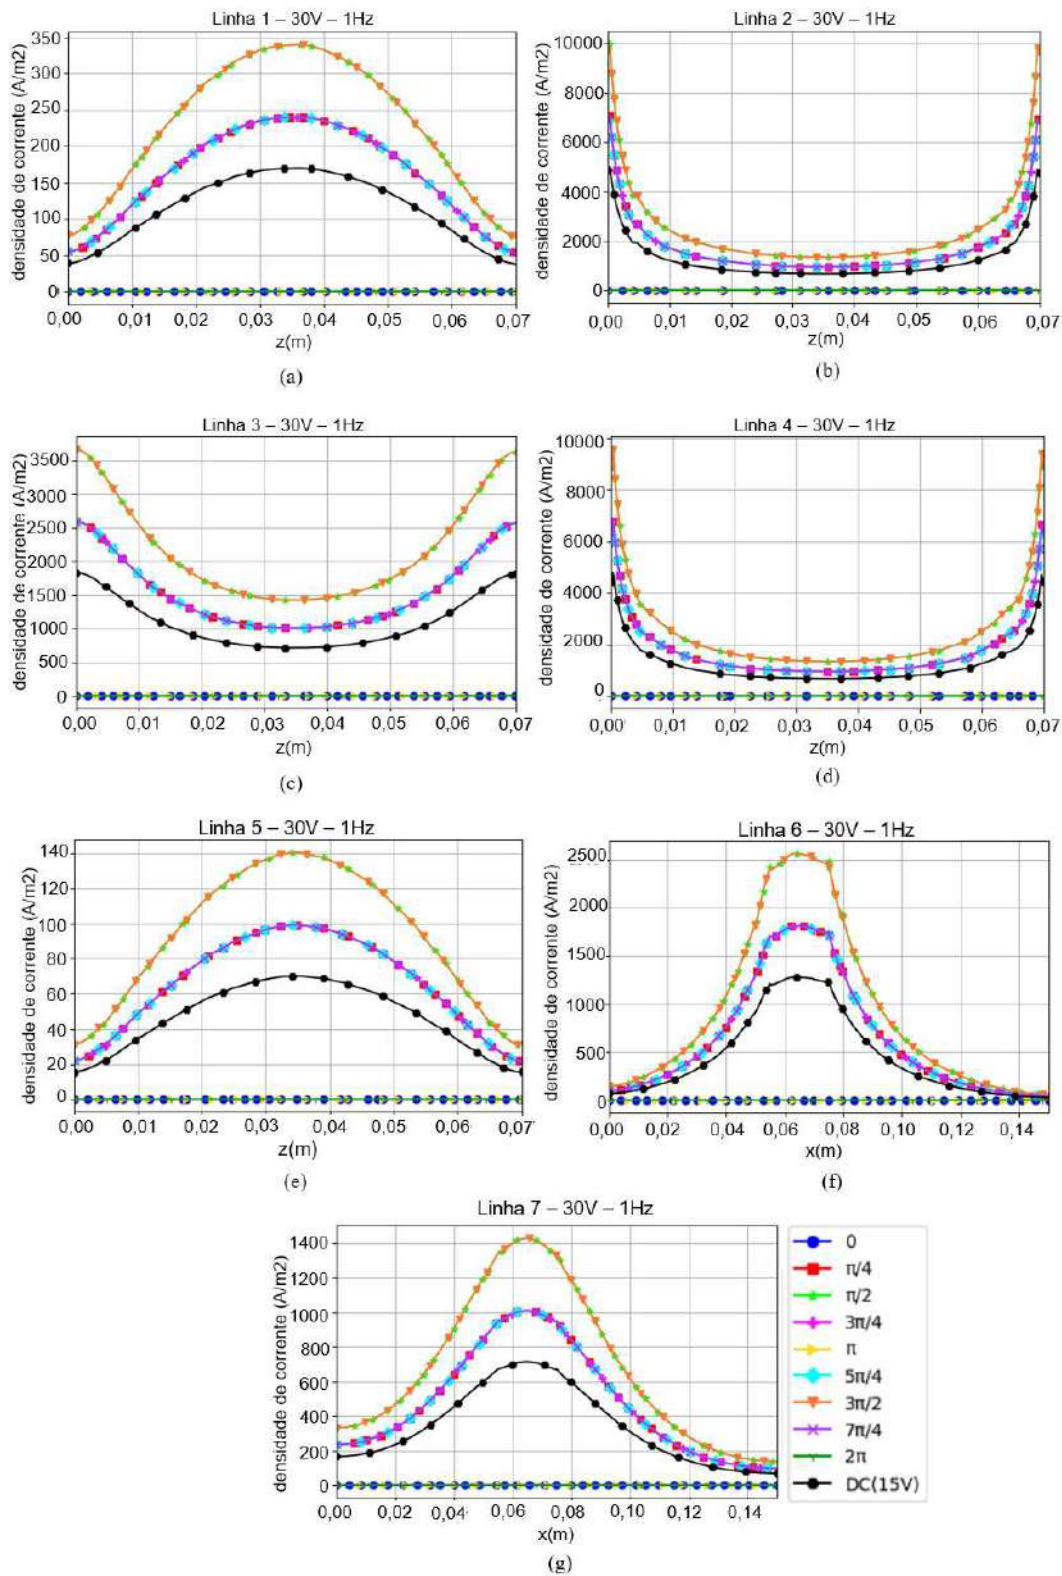 Linha 1 – 30V – 1Hz
densidade de corrente (A/m2)
350
300
250
200
150
100
50
0
0,00 0,01 0,02 0,03 0,04 0,05 0,06 0,07
z(m)
(a)
Linha 2 – 30V – 1Hz
densidade de corrente (A/m2)
10000
8000
6000
4000
2000
0
0,00 0,01 0,02 0,03 0,04 0,05 0,06 0,07
z(m)
(b)
Linha 3 – 30V – 1Hz
densidade de corrente (A/m2)
3500
3000
2500
2000
1500
1000
500
0
0,00 0,01 0,02 0,03 0,04 0,05 0,06 0,07
z(m)
(c)
Linha 4 – 30V – 1Hz
densidade de corrente (A/m2)
10000
8000
6000
4000
2000
0
0,00 0,01 0,02 0,03 0,04 0,05 0,06 0,07
z(m)
(d)
Linha 5 – 30V – 1Hz
densidade de corrente (A/m2)
140
120
100
80
60
40
20
0
0,00 0,01 0,02 0,03 0,04 0,05 0,06 0,07
z(m)
(e)
Linha 6 – 30V – 1Hz
densidade de corrente (A/m2)
2500
2000
1500
1000
500
0
0,00 0,02 0,04 0,06 0,08 0,10 0,12 0,14
x(m)
(f)
Linha 7 – 30V – 1Hz
densidade de corrente (A/m2)
1400
1200
1000
800
600
400
200
0
0,00 0,02 0,04 0,06 0,08 0,10 0,12 0,14
x(m)
(g)
0
π/4
π/2
3π/4
π
5π/4
3π/2
7π/4
2π
DC(15V)